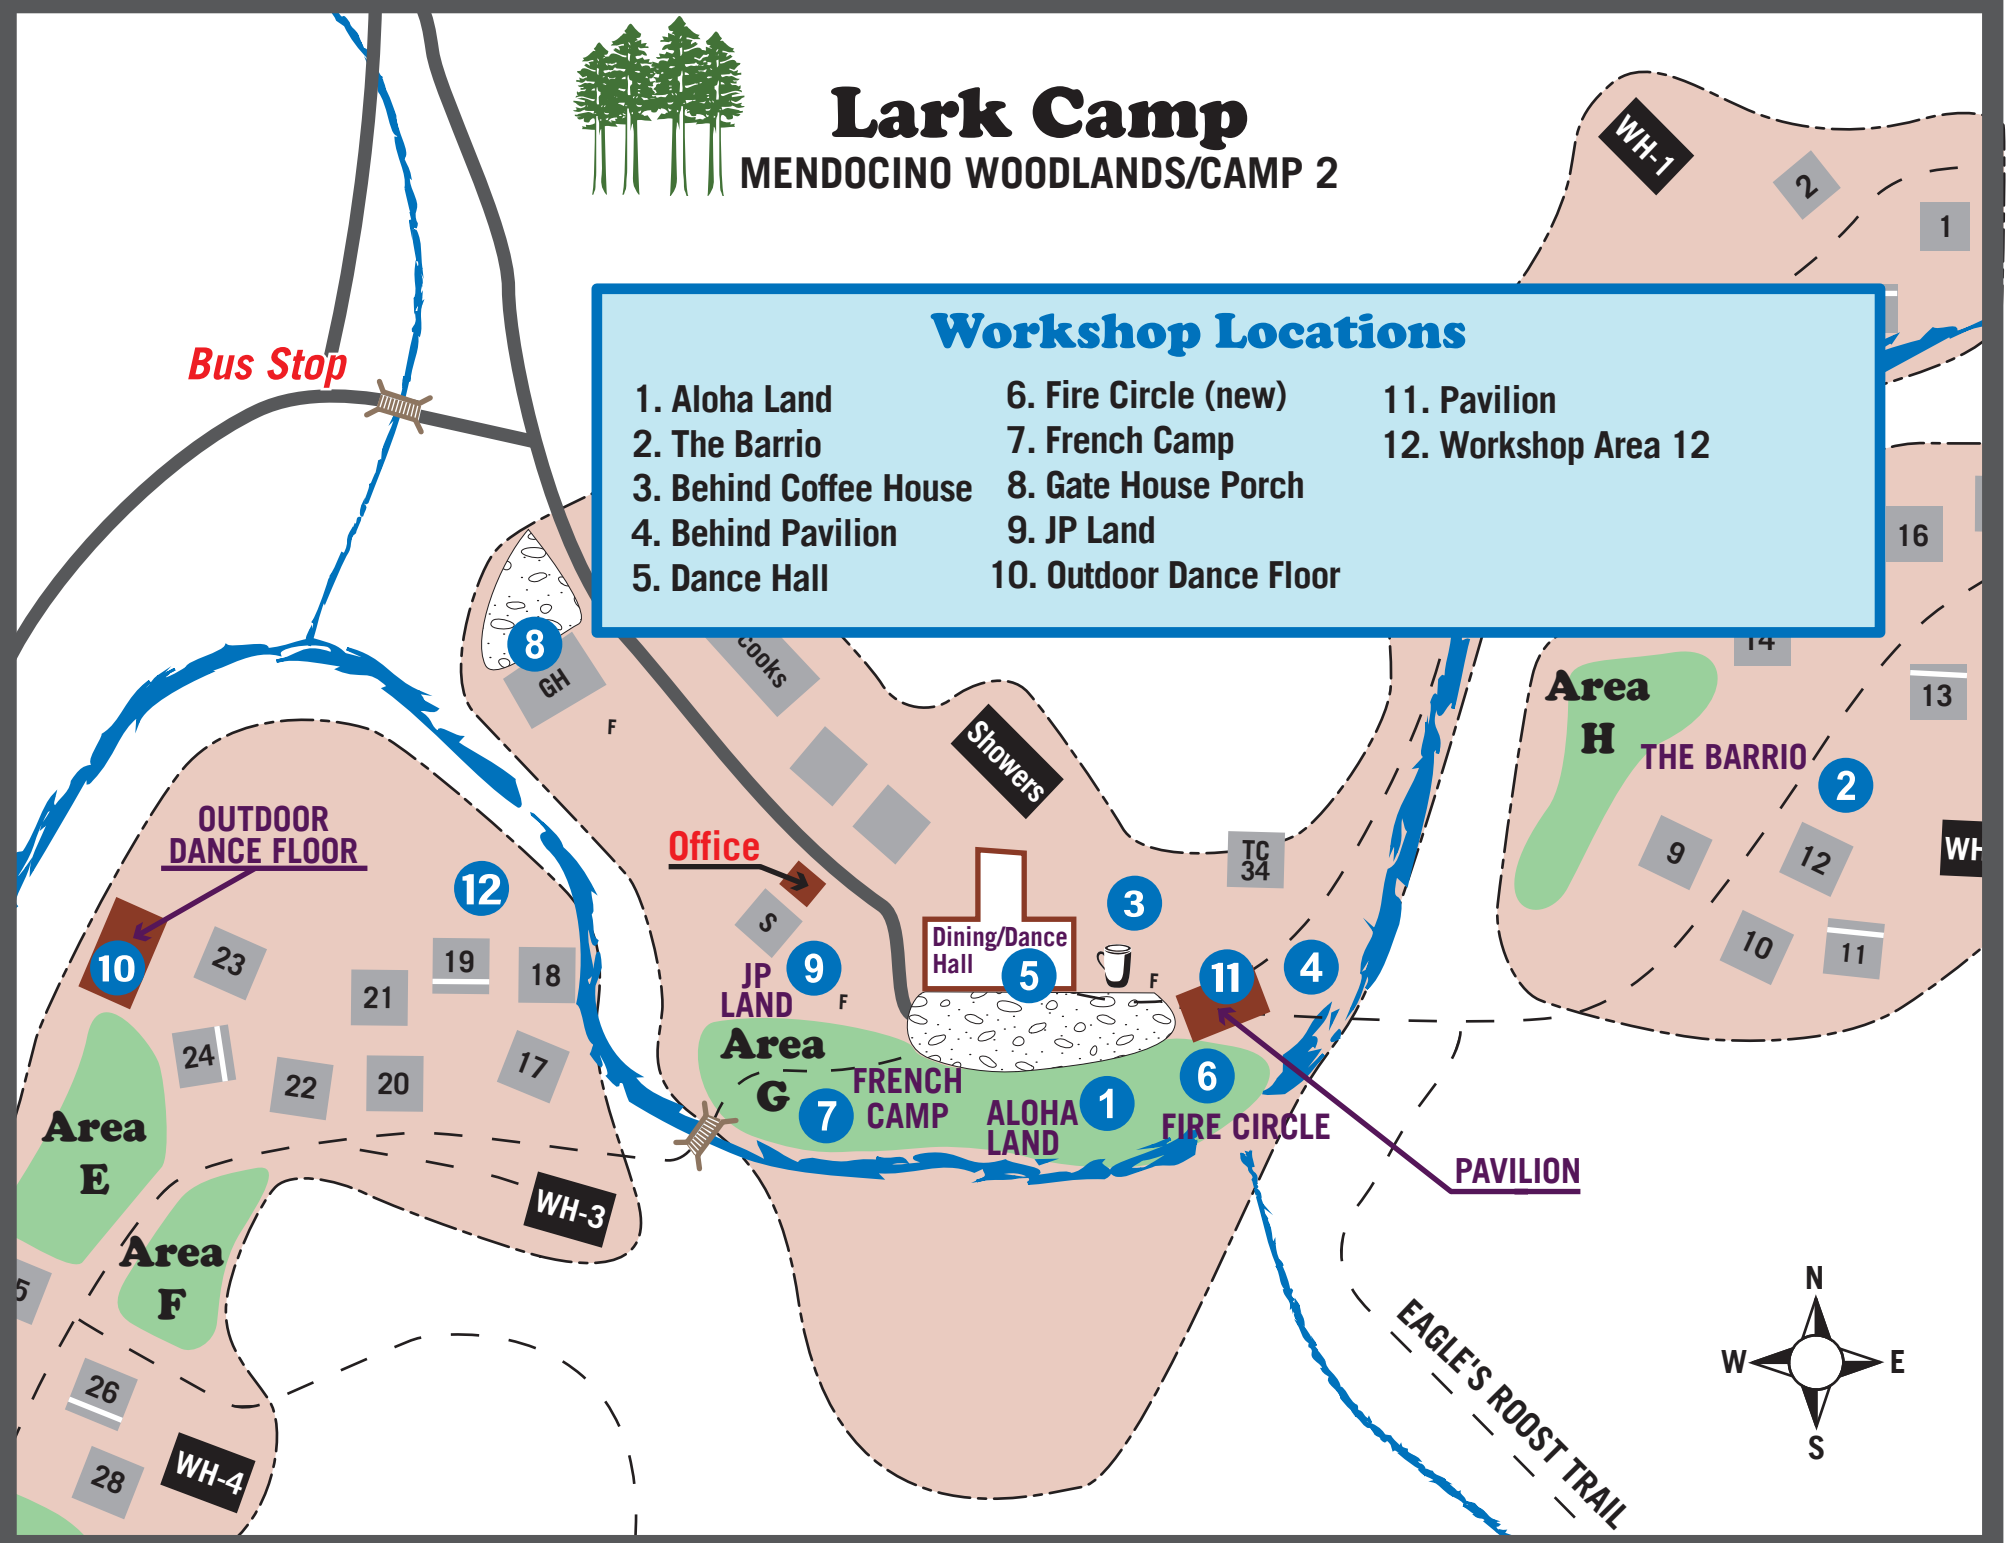 Lark Camp
MENDOCINO WOODLANDS/CAMP 2
WH-1
2
1
Bus Stop
Workshop Locations
1. Aloha Land
2. The Barrio
3. Behind Coffee House
4. Behind Pavilion
5. Dance Hall
6. Fire Circle (new)
7. French Camp
8. Gate House Porch
9. JP Land
10. Outdoor Dance Floor
11. Pavilion
12. Workshop Area 12
16
14
13
8
GH
F
cooks
Showers
Area
H
THE BARRIO
2
9
12
10
11
WH
OUTDOOR
DANCE FLOOR
10
12
23
19
18
21
24
22
20
17
Office
S
JP
LAND
9
F
Dining/Dance
Hall
5
3
F
TC
34
11
4
Area
G
7
FRENCH
CAMP
ALOHA
LAND
1
6
FIRE CIRCLE
PAVILION
Area
E
Area
F
WH-3
5
26
28
WH-4
EAGLE'S ROOST TRAIL
N
W
E
S